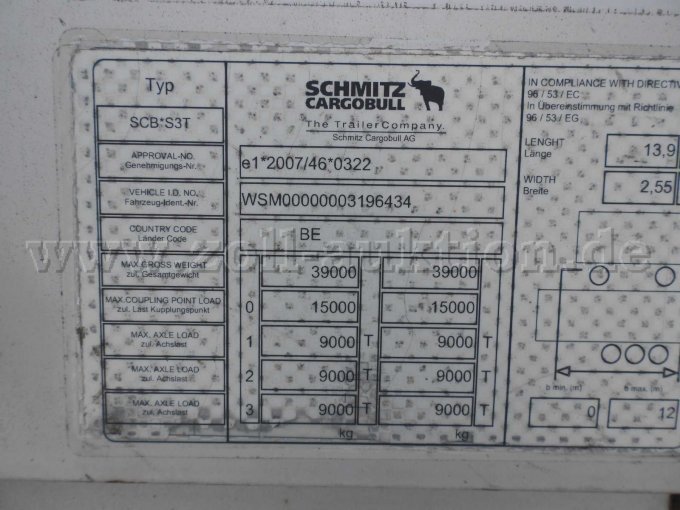 Typ
SCB*S3T
APPROVAL-NO.
Genehmigungs-Nr.
VEHICLE I.D. NO.
Fahrzeug-Ident.-Nr.
COUNTRY CODE
Länder Code
MAX.GROSS WEIGHT
zul. Gesamtgewicht
MAX.COUPLING POINT LOAD
zul. Last Kupplungspunkt
MAX. AXLE LOAD
zul. Achslast
MAX. AXLE LOAD
zul. Achslast
MAX. AXLE LOAD
zul. Achslast
SCHMITZ
CARGOBULL
The TrailerCompany.
Schmitz Cargobull AG
e1*2007/46*0322
WSM00000003196434
BE
39000 39000
0 15000 15000
1 9000 T 9000 T
2 9000 T 9000 T
3 9000 T 9000 T
kg kg
IN COMPLIANCE WITH DIRECTIV
96 / 53 / EC
In Übereinstimmung mit Richtlinie
96 / 53 / EG
LENGHT
Länge
13,9
WIDTH
Breite
2,55
b min. (m) b max. (m)
0 12
www.zoll-auktion.de